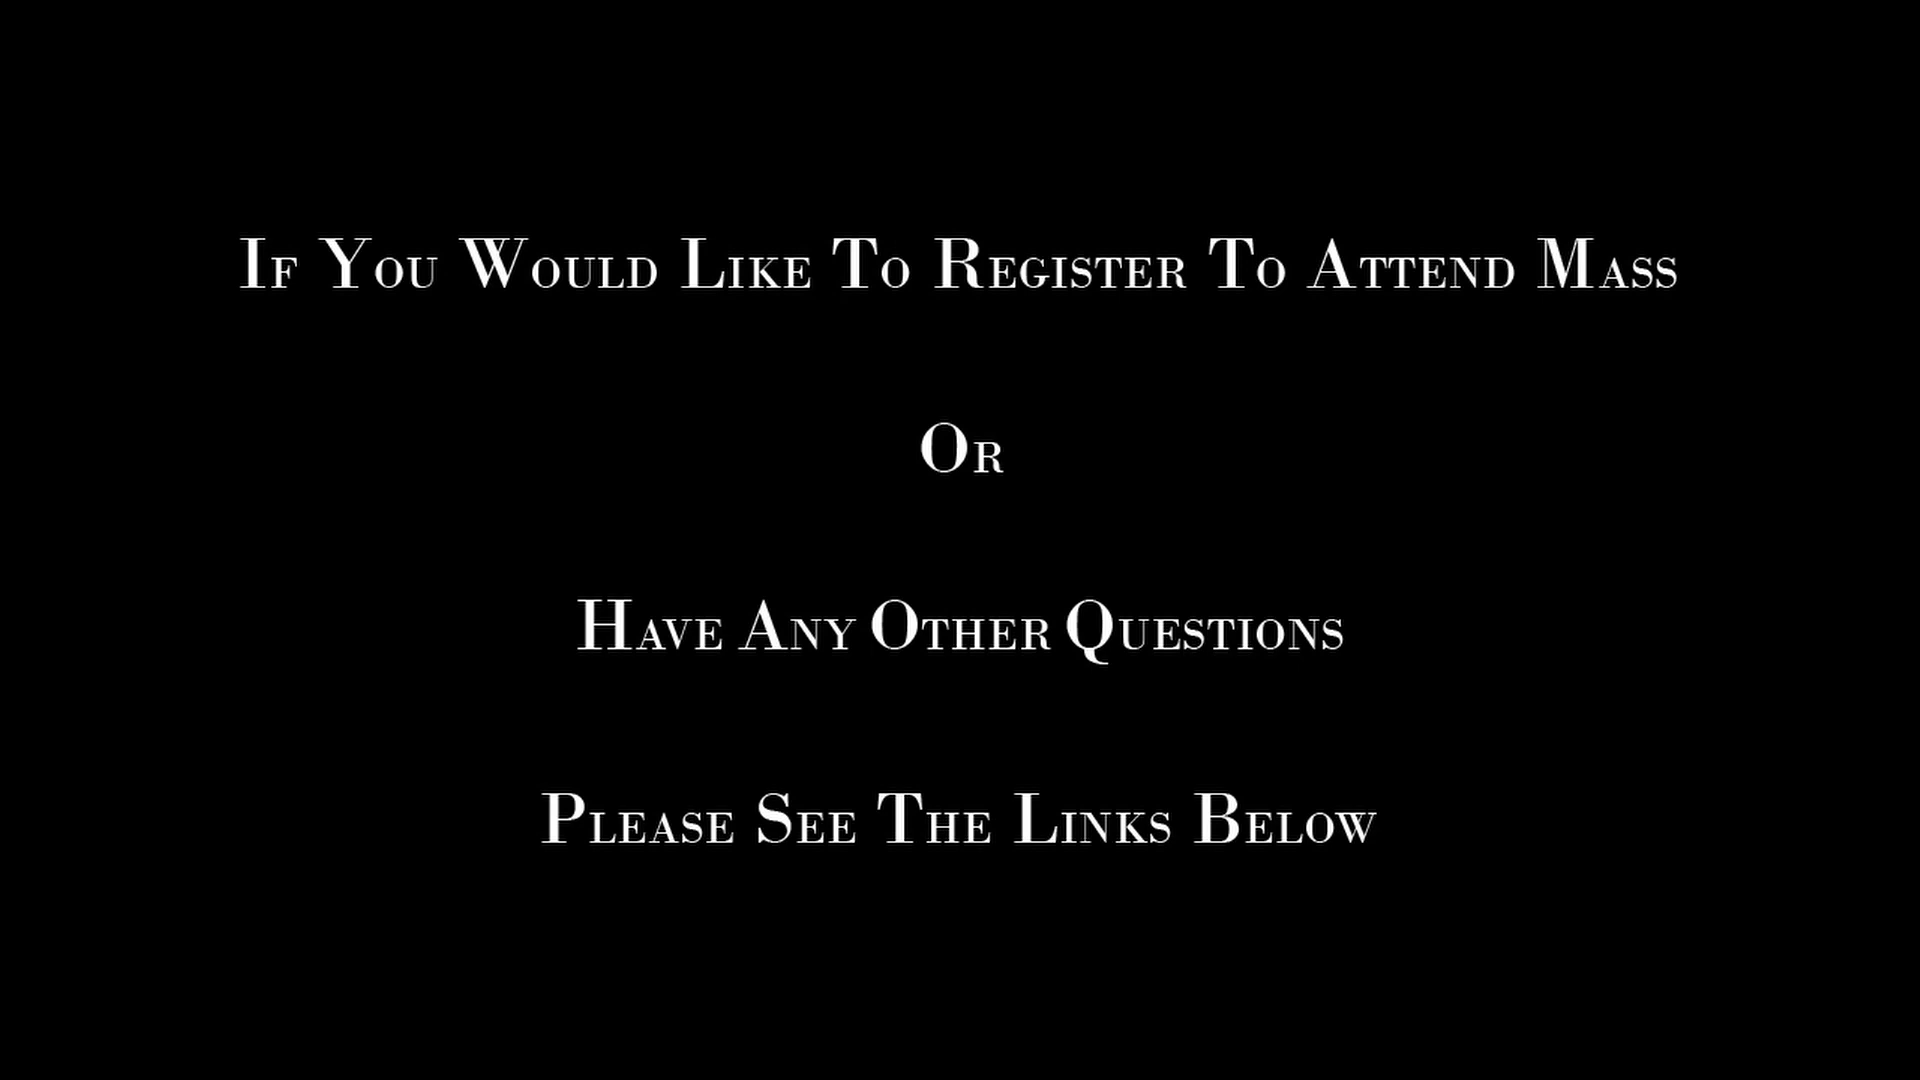 If You Would Like To Register To Attend Mass
Or
Have Any Other Questions
Please See The Links Below